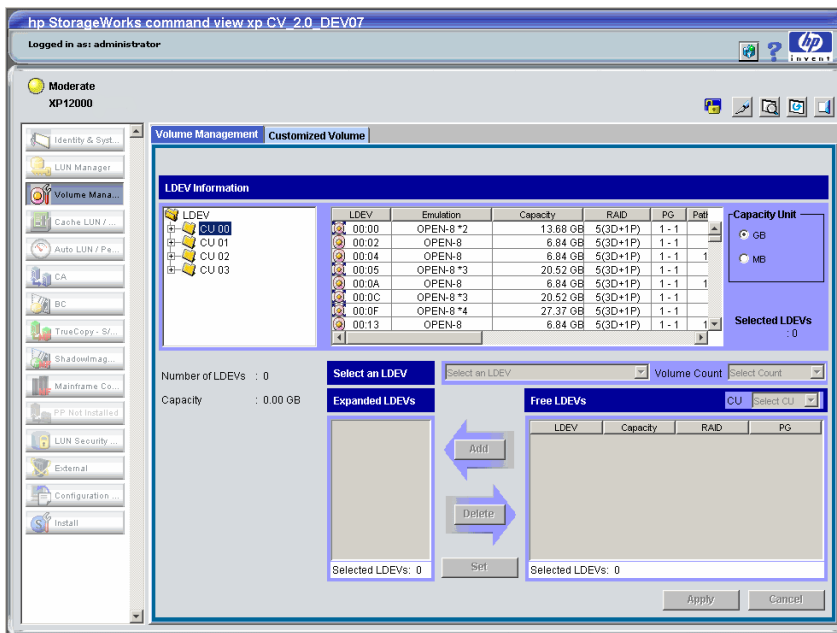 hp StorageWorks command view xp CV_2.0_DEV07
Logged in as: administrator
?
hp
invent
Moderate
XP12000
Identity & Syst...
LUN Manager
Volume Mana...
Cache LUN / ...
Auto LUN / Pe...
CA
BC
TrueCopy - S/...
ShadowImag...
Mainframe Co...
PP Not Installed
LUN Security ...
External
Configuration ...
Install
Volume Management
Customized Volume
LDEV Information
LDEV
CU 00
CU 01
CU 02
CU 03
LDEV Emulation Capacity RAID PG Path
00:00 OPEN-8 *2 13.68 GB 5(3D+1P) 1 - 1
00:02 OPEN-8 6.84 GB 5(3D+1P) 1 - 1
00:04 OPEN-8 6.84 GB 5(3D+1P) 1 - 1 1
00:05 OPEN-8 *3 20.52 GB 5(3D+1P) 1 - 1
00:0A OPEN-8 6.84 GB 5(3D+1P) 1 - 1 1
00:0C OPEN-8 *3 20.52 GB 5(3D+1P) 1 - 1
00:0F OPEN-8 *4 27.37 GB 5(3D+1P) 1 - 1
00:13 OPEN-8 6.84 GB 5(3D+1P) 1 - 1 1
Capacity Unit
GB
MB
Selected LDEVs
: 0
Number of LDEVs : 0
Capacity : 0.00 GB
Select an LDEV
Select an LDEV
Volume Count
Select Count
Expanded LDEVs
Free LDEVs
CU
Select CU
LDEV Capacity RAID PG
Add
Delete
Set
Selected LDEVs: 0
Selected LDEVs: 0
Apply
Cancel